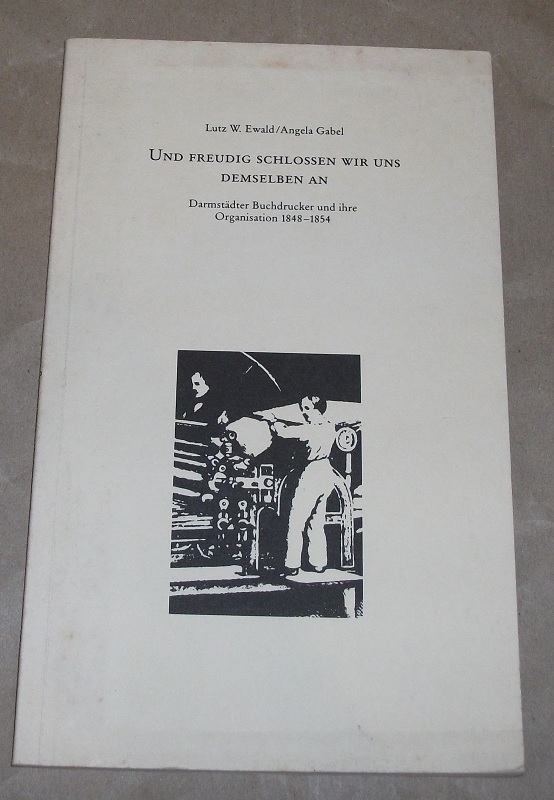 Lutz W. Ewald/Angela Gabel
Und freudig schlossen wir uns
demselben an
Darmstädter Buchdrucker und ihre
Organisation 1848–1854